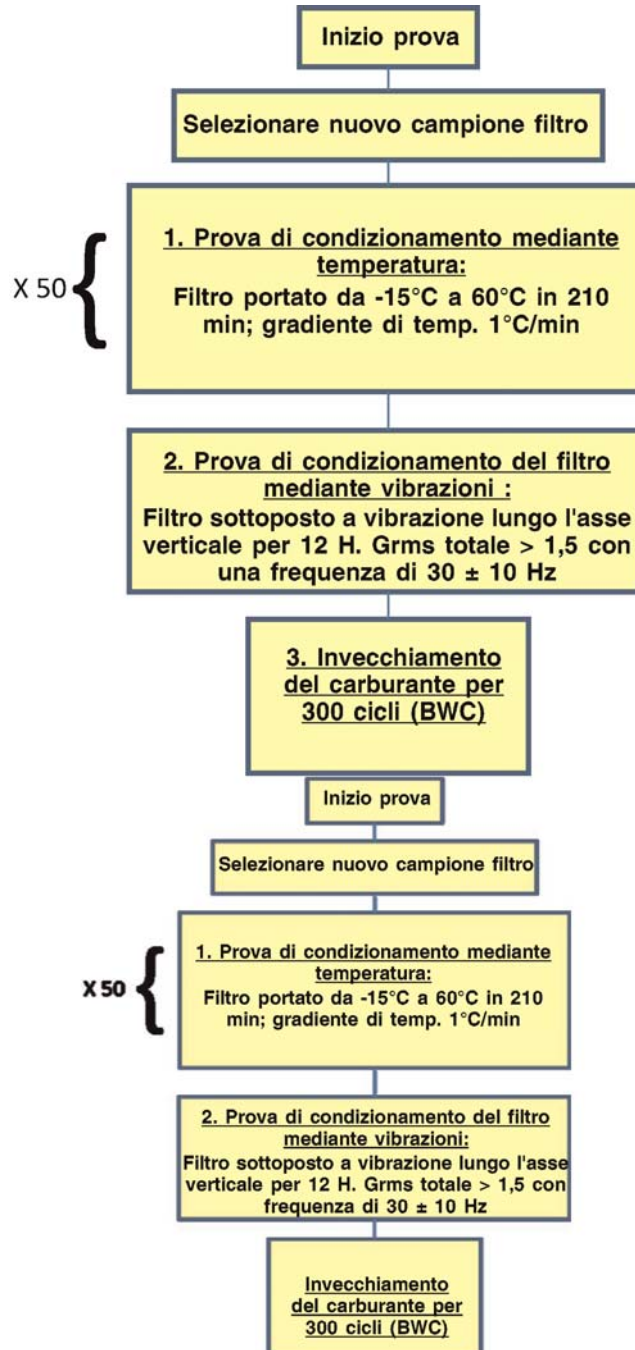 Inizio prova
Selezionare nuovo campione filtro
X 50
1. Prova di condizionamento mediante
temperatura:
Filtro portato da -15°C a 60°C in 210
min; gradiente di temp. 1°C/min
2. Prova di condizionamento del filtro
mediante vibrazioni :
Filtro sottoposto a vibrazione lungo l'asse
verticale per 12 H. Grms totale > 1,5 con
una frequenza di 30 ± 10 Hz
3. Invecchiamento
del carburante per
300 cicli (BWC)
Inizio prova
Selezionare nuovo campione filtro
X 50
1. Prova di condizionamento mediante
temperatura:
Filtro portato da -15°C a 60°C in 210
min; gradiente di temp. 1°C/min
2. Prova di condizionamento del filtro
mediante vibrazioni:
Filtro sottoposto a vibrazione lungo l'asse
verticale per 12 H. Grms totale > 1,5 con
frequenza di 30 ± 10 Hz
Invecchiamento
del carburante per
300 cicli (BWC)